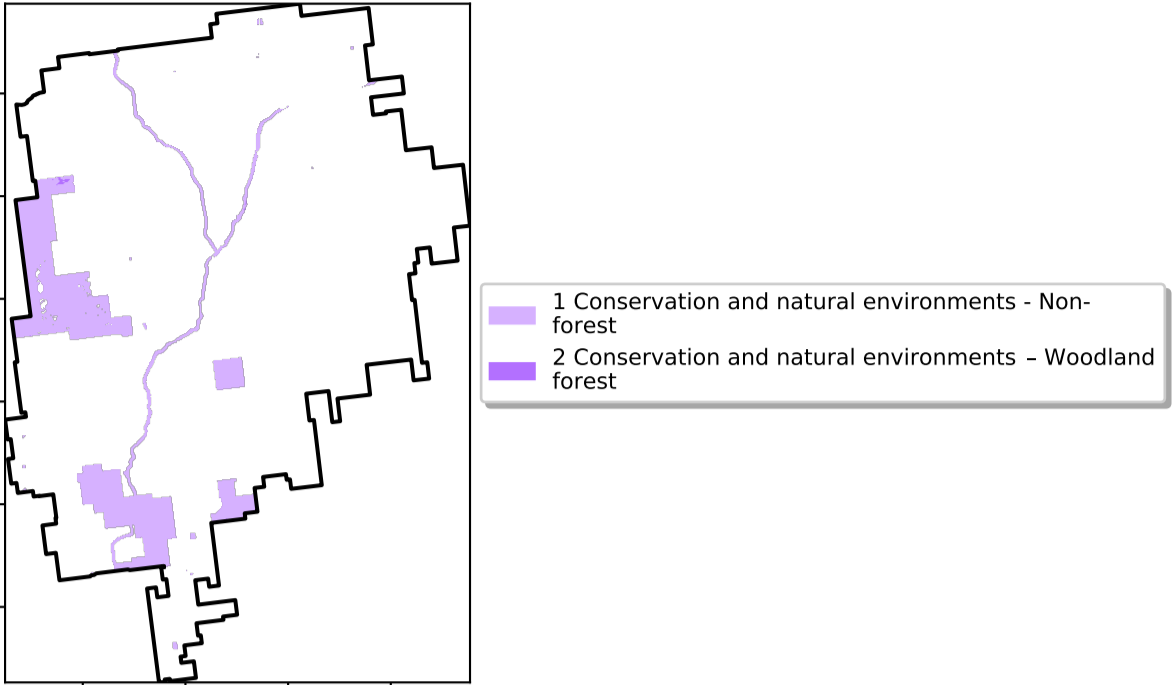 1 Conservation and natural environments - Non-
forest
2 Conservation and natural environments – Woodland
forest